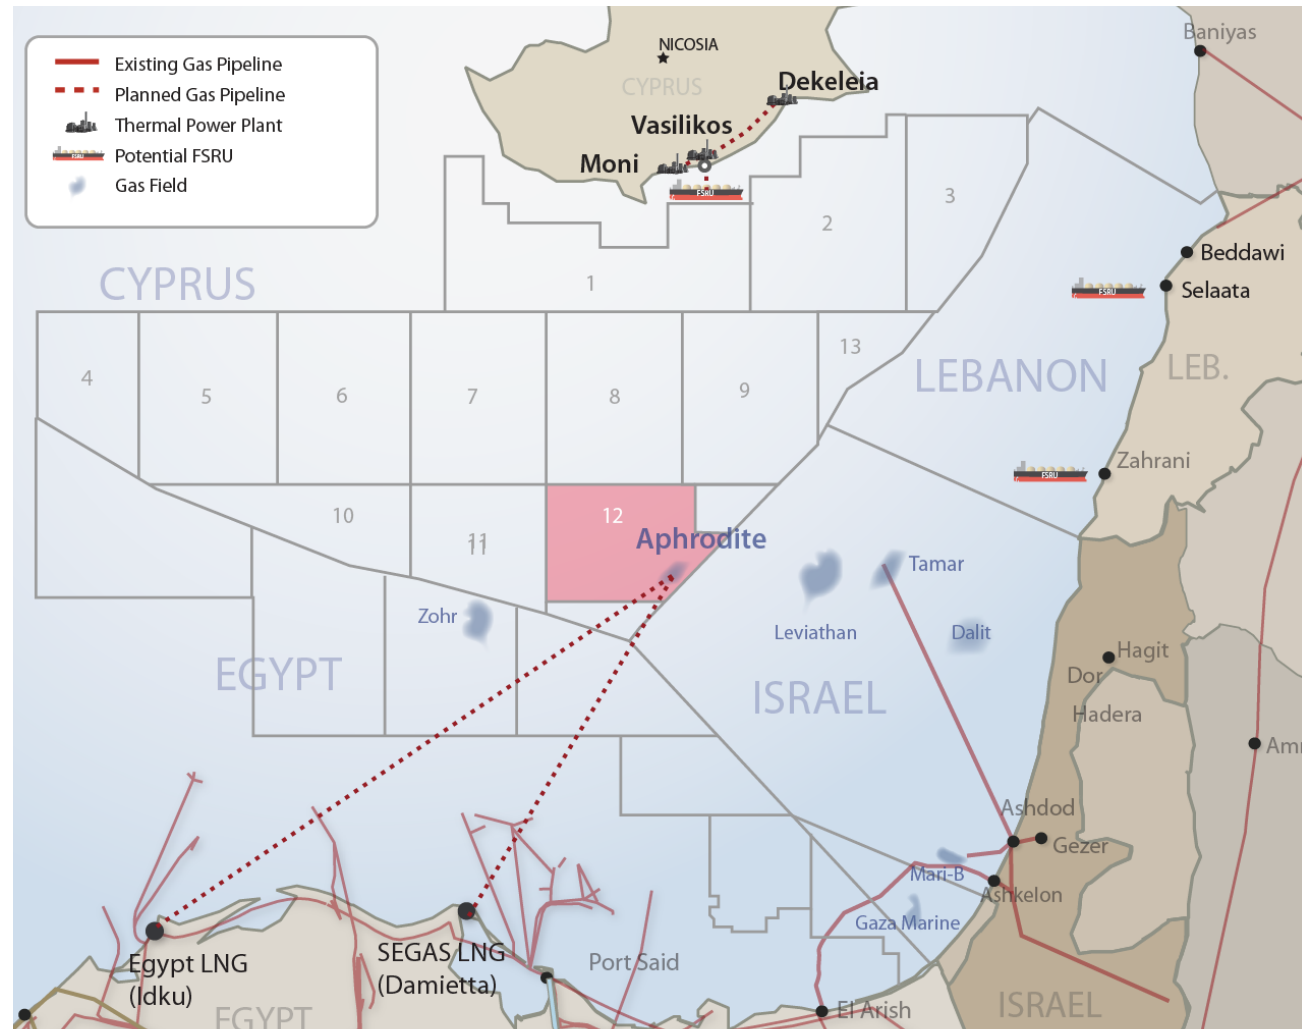 Existing Gas Pipeline
Planned Gas Pipeline
Thermal Power Plant
FSRU
Potential FSRU
Gas Field
NICOSIA
CYPRUS
Dekeleia
Vasilikos
Moni
FSRU
Baniyas
CYPRUS
1
2
3
Beddawi
FSRU
Selaata
LEBANON
LEB.
4
5
6
7
8
9
13
FSRU
Zahrani
10
11
11
12
Aphrodite
Zohr
Leviathan
Tamar
Dalit
Hagit
Dor
Hadera
EGYPT
ISRAEL
Ashdod
Gezer
Mari-B
Ashkelon
Gaza Marine
Egypt LNG
(Idku)
SEGAS LNG
(Damietta)
Port Said
El Arish
EGYPT
ISRAEL